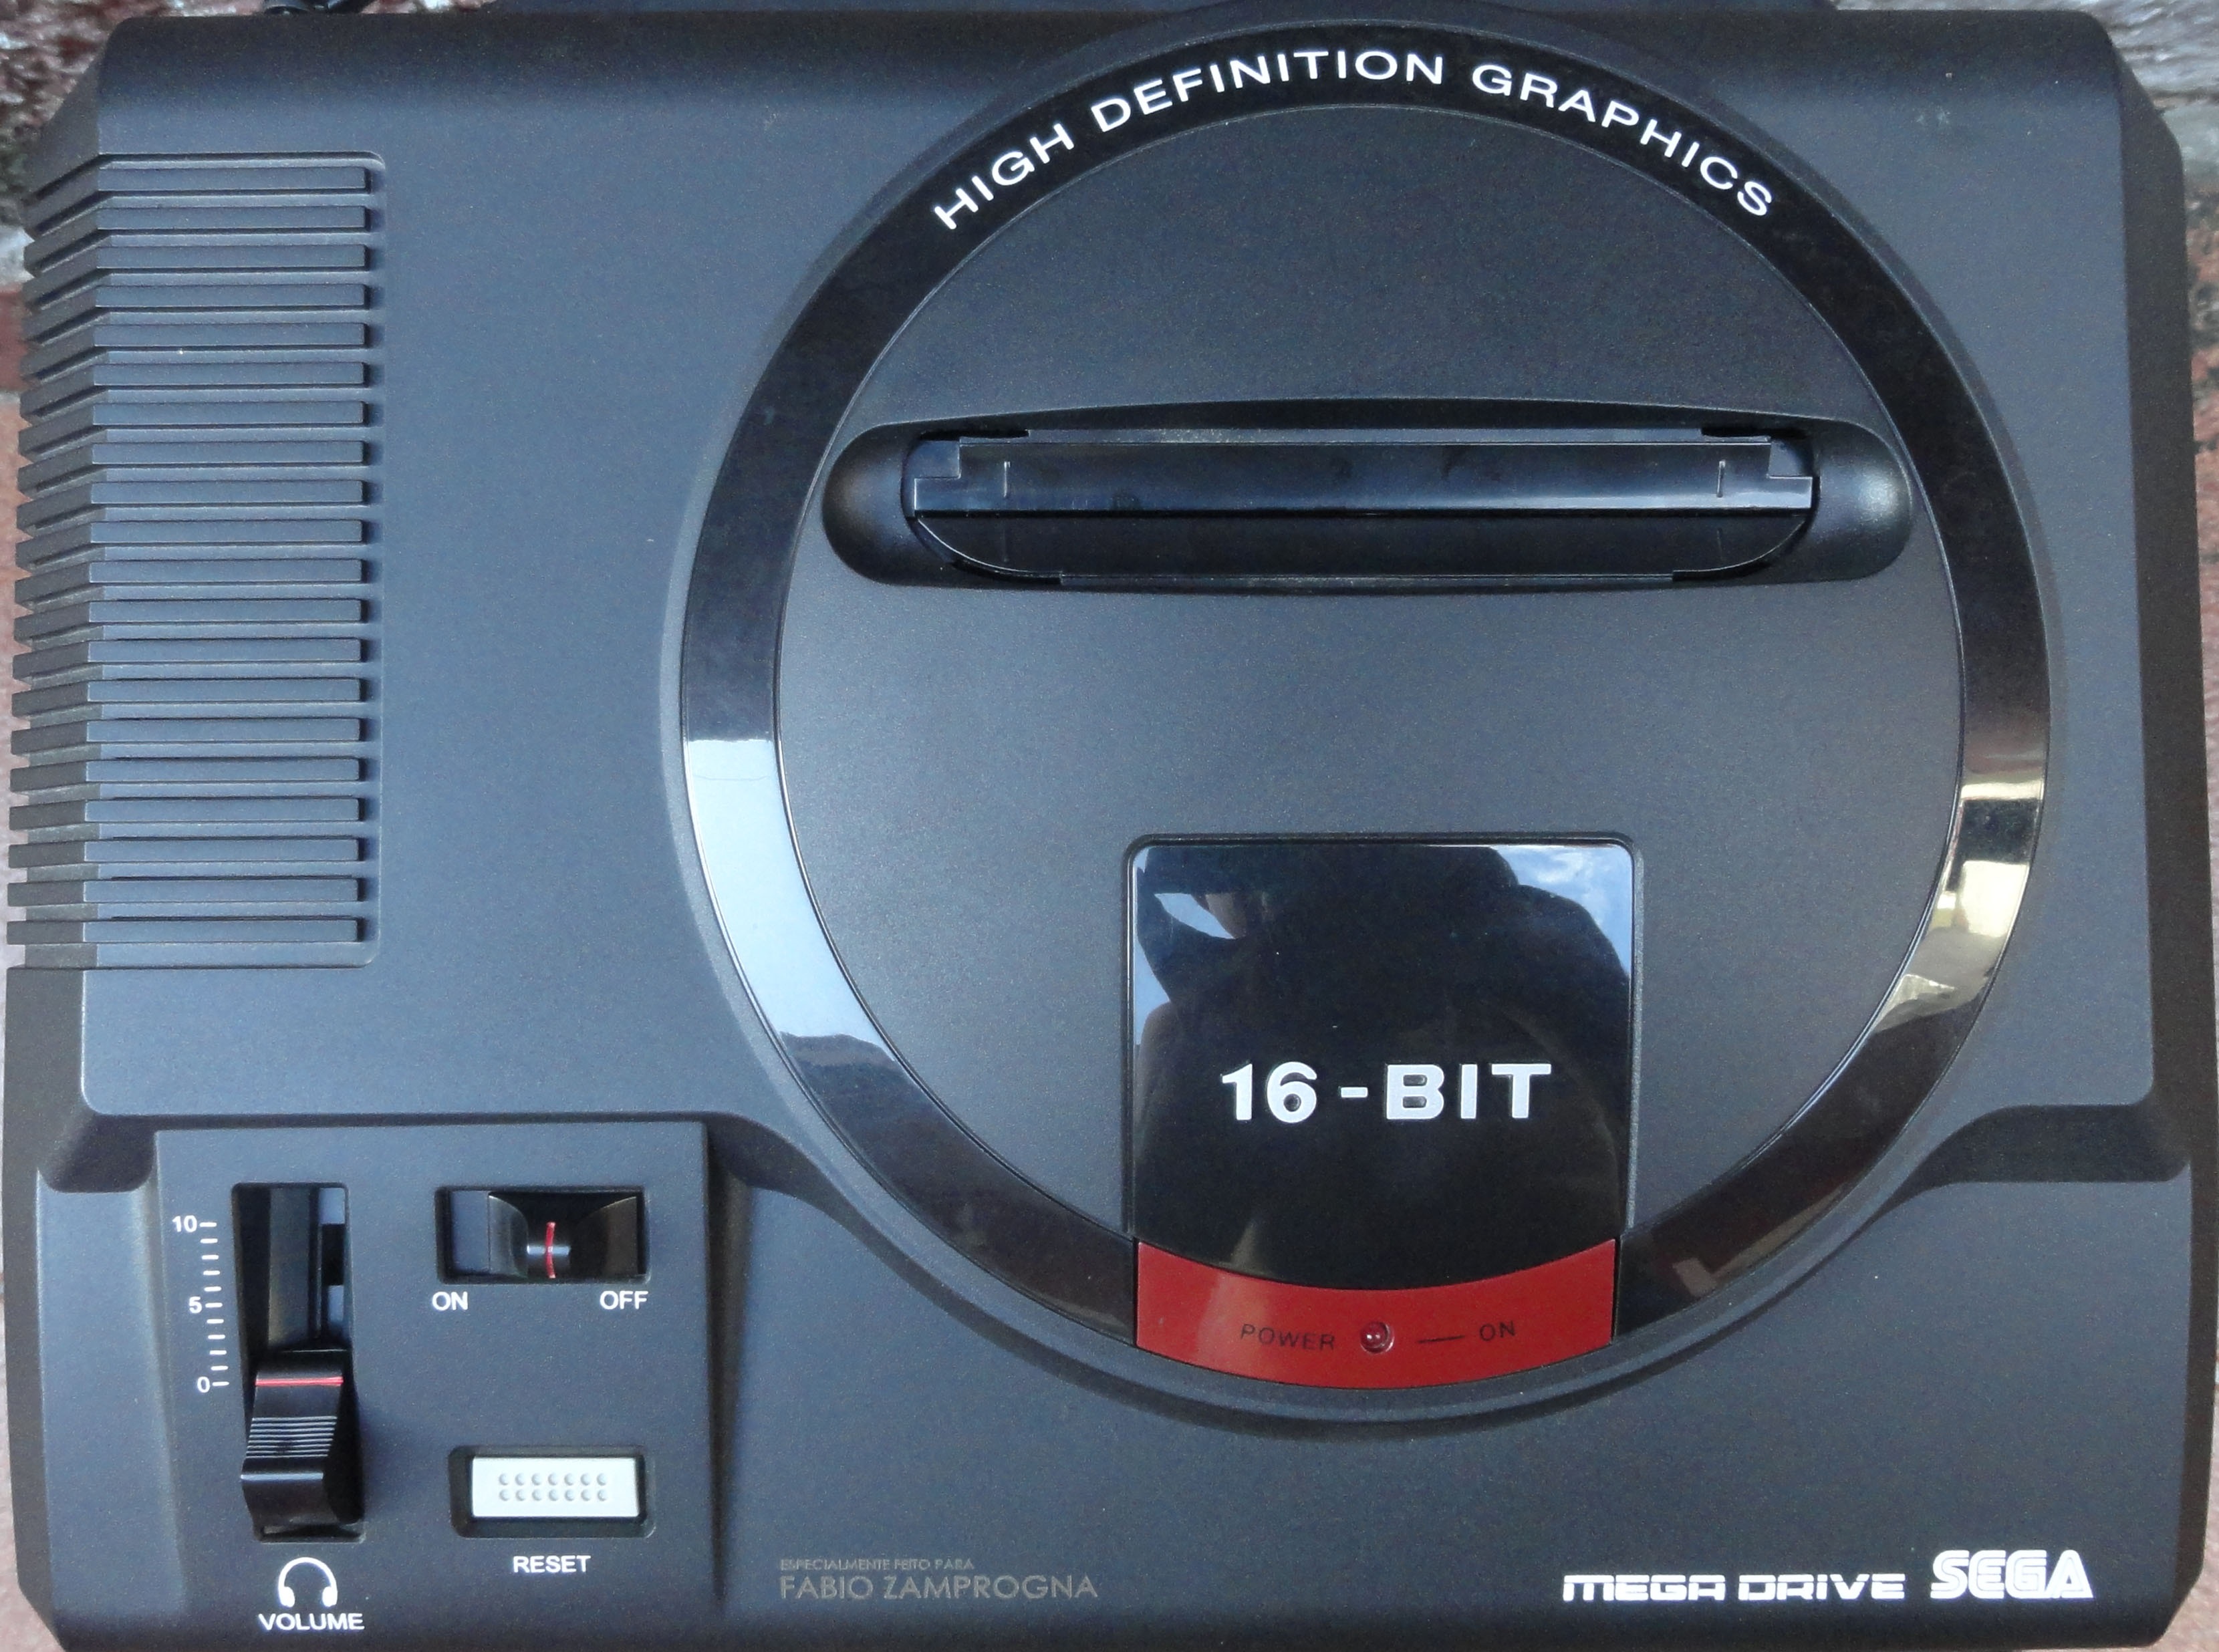 HIGH DEFINITION GRAPHICS
16-BIT
POWER ON
10
5
0
ON OFF
RESET
VOLUME
ESPECIALMENTE FEITO PARA
FABIO ZAMPROGNA
MEGA DRIVE SEGA